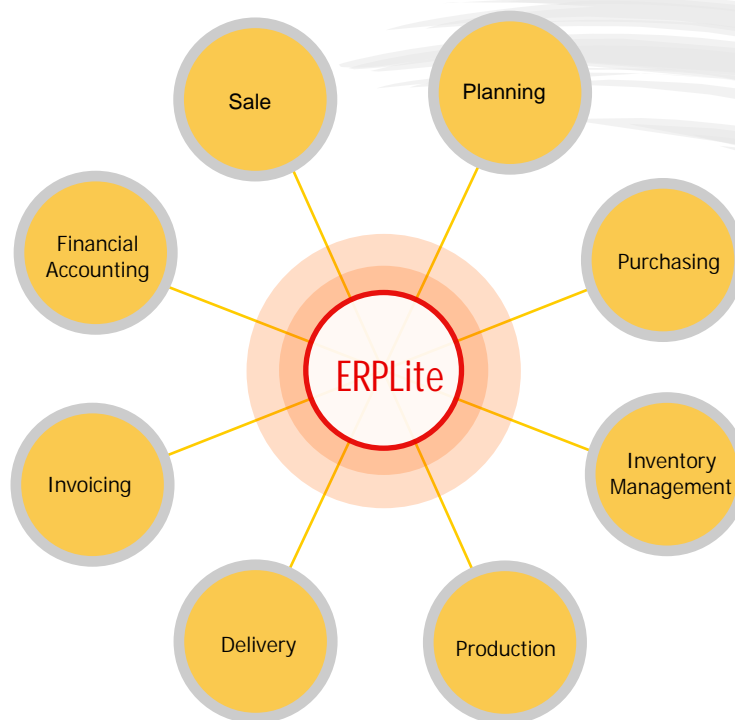 Sale
Planning
Financial
Accounting
Purchasing
ERPLite
Invoicing
Inventory
Management
Delivery
Production